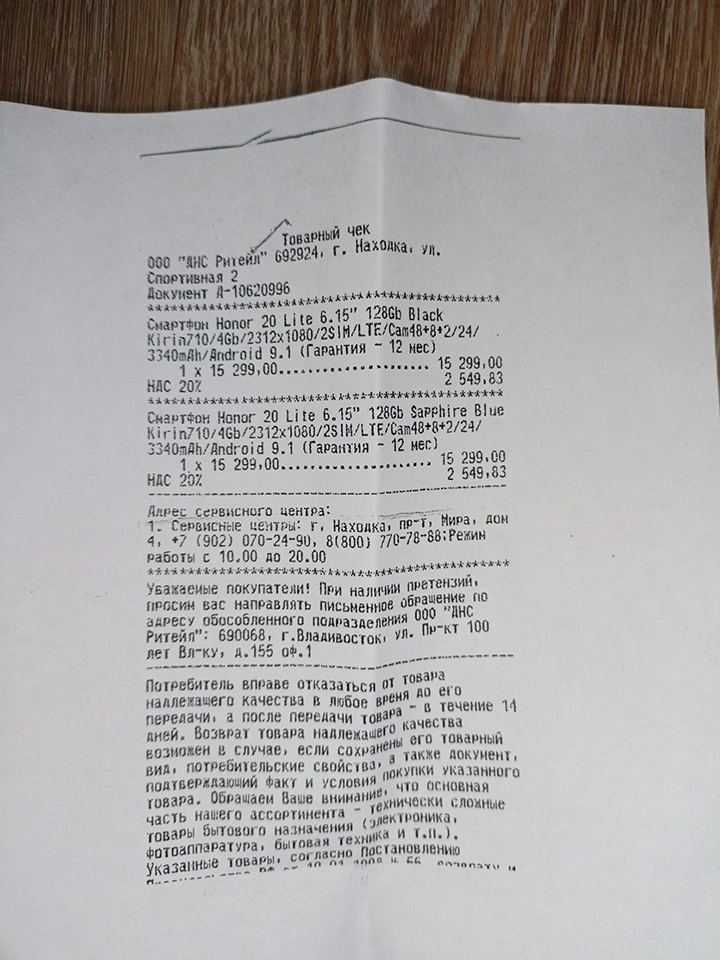 Товарный чек
ООО "ДНС Ритейл" 692924, г. Находка, ул.
Спортивная 2
Документ А-10620996
****************************************
Смартфон Honor 20 Lite 6.15" 128Gb Black
Kirin710/4Gb/2312x1080/2SIM/LTE/Cam48+8+2/24/
3340mAh/Android 9.1 (Гарантия - 12 мес)
1 x 15 299,00...................... 15 299,00
НДС 20% 2 549,83
****************************************
Смартфон Honor 20 Lite 6.15" 128Gb Sapphire Blue
Kirin710/4Gb/2312x1080/2SIM/LTE/Cam48+8+2/24/
3340mAh/Android 9.1 (Гарантия - 12 мес)
1 x 15 299,00...................... 15 299,00
НДС 20% 2 549,83
Адрес сервисного центра:
1. Сервисные центры: г. Находка, пр-т, Мира, дом
4, +7 (902) 070-24-90, 8(800) 770-78-88;Режим
работы с 10.00 до 20.00
****************************************
Уважаемые покупатели! При наличии претензий,
просим вас направлять письменное обращение по
адресу обособленного подразделения ООО "ДНС
Ритейл": 690068, г.Владивосток, ул. Пр-кт 100
лет Вл-ку, д.155 оф.1
Потребитель вправе отказаться от товара
надлежащего качества в любое время до его
передачи, а после передачи товара - в течение 14
дней. Возврат товара надлежащего качества
возможен в случае, если сохранены его товарный
вид, потребительские свойства, а также документ,
подтверждающий факт и условия покупки указанного
товара. Обращаем Ваше внимание, что основная
часть нашего ассортимента - технически сложные
товары бытового назначения (электроника,
фотоаппаратура, бытовая техника и т.п.).
Указанные товары, согласно Постановлению